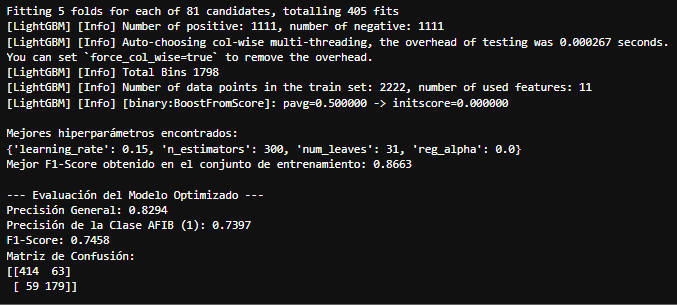 Fitting 5 folds for each of 81 candidates, totalling 405 fits
[LightGBM] [Info] Number of positive: 1111, number of negative: 1111
[LightGBM] [Info] Auto-choosing col-wise multi-threading, the overhead of testing was 0.000267 seconds.
You can set `force_col_wise=true` to remove the overhead.
[LightGBM] [Info] Total Bins 1798
[LightGBM] [Info] Number of data points in the train set: 2222, number of used features: 11
[LightGBM] [Info] [binary:BoostFromScore]: pavg=0.500000 -> initscore=0.000000
Mejores hiperparámetros encontrados:
{'learning_rate': 0.15, 'n_estimators': 300, 'num_leaves': 31, 'reg_alpha': 0.0}
Mejor F1-Score obtenido en el conjunto de entrenamiento: 0.8663
--- Evaluación del Modelo Optimizado ---
Precisión General: 0.8294
Precisión de la Clase AFIB (1): 0.7397
F1-Score: 0.7458
Matriz de Confusión:
[[414  63]
 [ 59 179]]